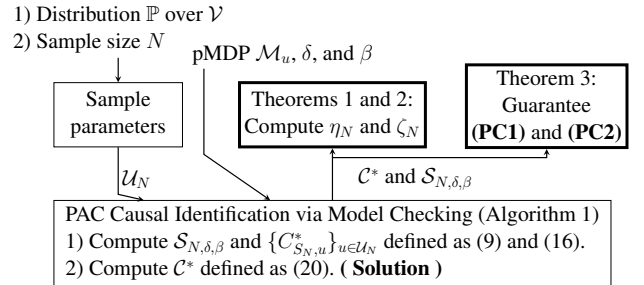 1) Distribution ℙ over 𝒱
2) Sample size N
pMDP ℳ_u, δ, and β
Sample
parameters
Theorems 1 and 2:
Compute η_N and ζ_N
Theorem 3:
Guarantee
(PC1) and (PC2)
𝒰_N
𝒞* and 𝒮_{N,δ,β}
PAC Causal Identification via Model Checking (Algorithm 1)
1) Compute 𝒮_{N,δ,β} and {C*_{S_N,u}}_{u∈𝒰_N} defined as (9) and (16).
2) Compute 𝒞* defined as (20). ( Solution )